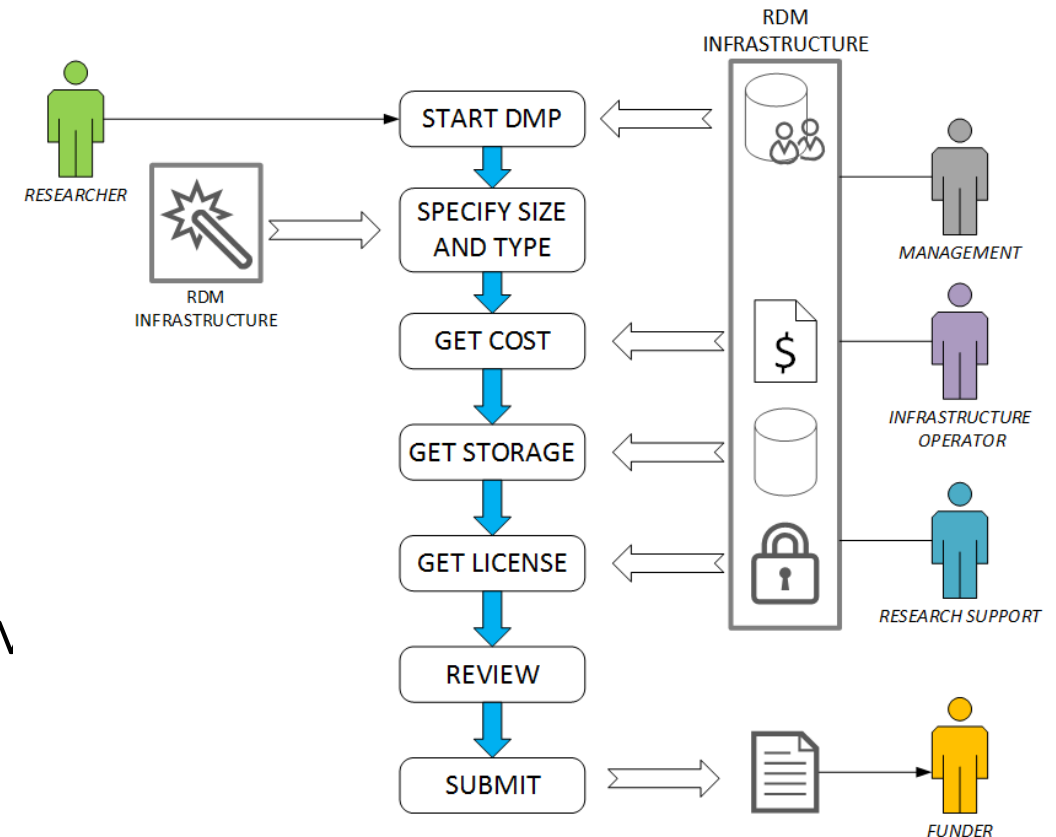 RDM
INFRASTRUCTURE
RESEARCHER
START DMP
SPECIFY SIZE
AND TYPE
RDM
INFRASTRUCTURE
MANAGEMENT
GET COST
$
INFRASTRUCTURE
OPERATOR
GET STORAGE
GET LICENSE
RESEARCH SUPPORT
REVIEW
SUBMIT
FUNDER